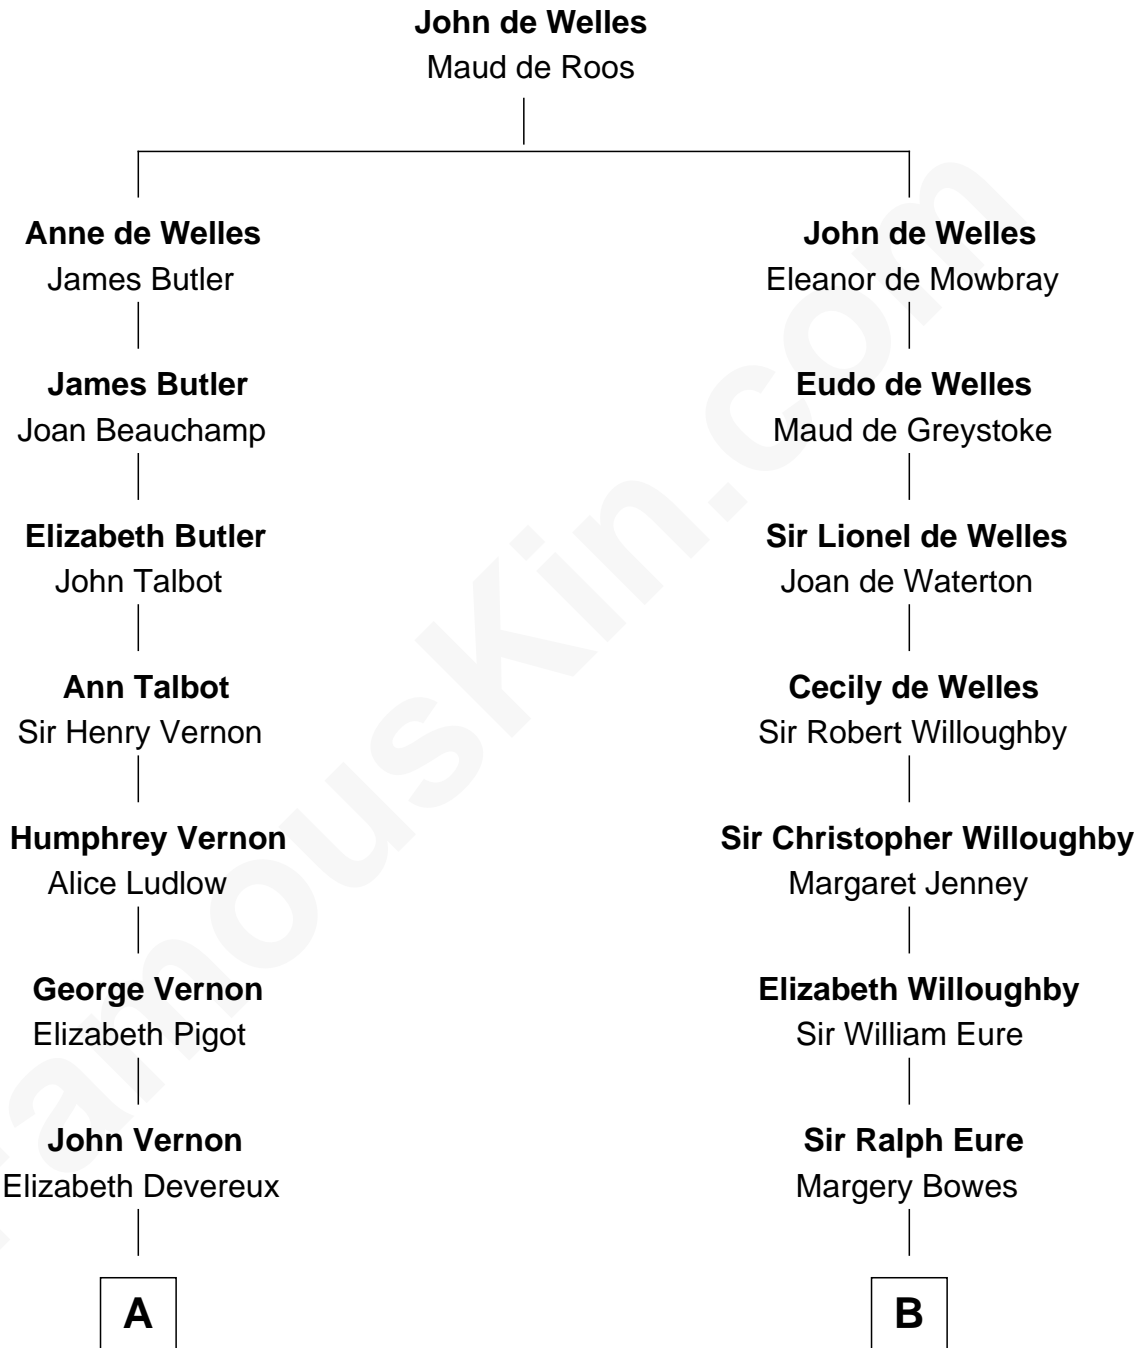 John de Welles
Maud de Roos
Anne de Welles
James Butler
James Butler
Joan Beauchamp
Elizabeth Butler
John Talbot
Ann Talbot
Sir Henry Vernon
Humphrey Vernon
Alice Ludlow
George Vernon
Elizabeth Pigot
John Vernon
Elizabeth Devereux
A
John de Welles
Eleanor de Mowbray
Eudo de Welles
Maud de Greystoke
Sir Lionel de Welles
Joan de Waterton
Cecily de Welles
Sir Robert Willoughby
Sir Christopher Willoughby
Margaret Jenney
Elizabeth Willoughby
Sir William Eure
Sir Ralph Eure
Margery Bowes
B
FamousKin.com